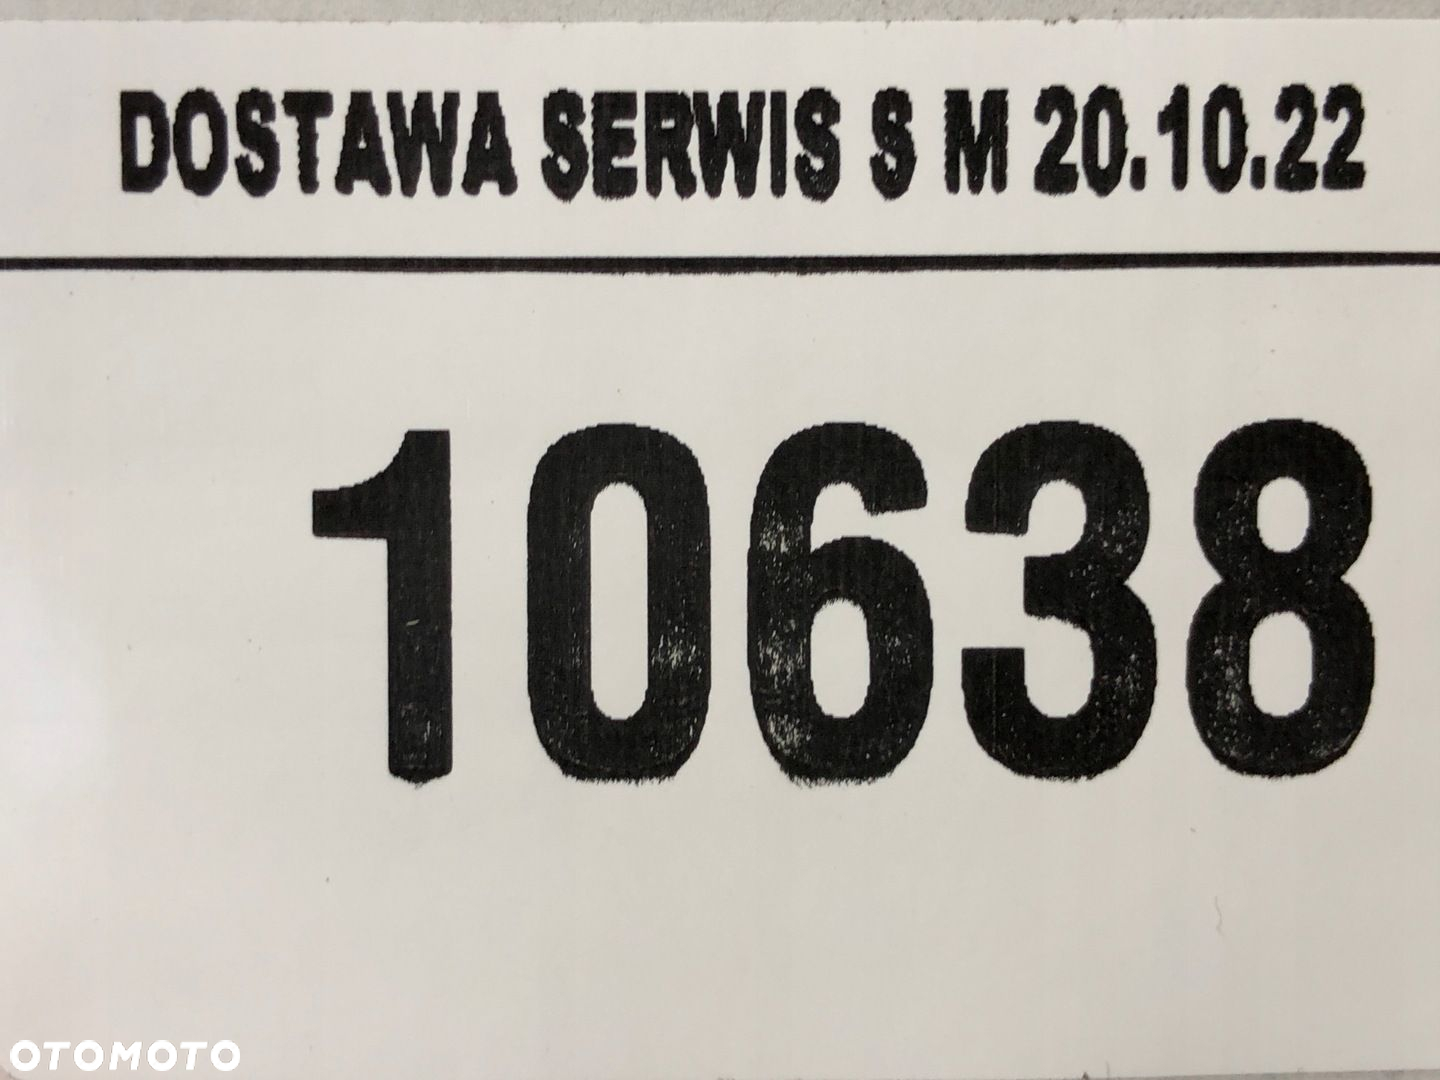 DOSTAWA SERWIS S M 20.10.22
10638
OTOMOTO